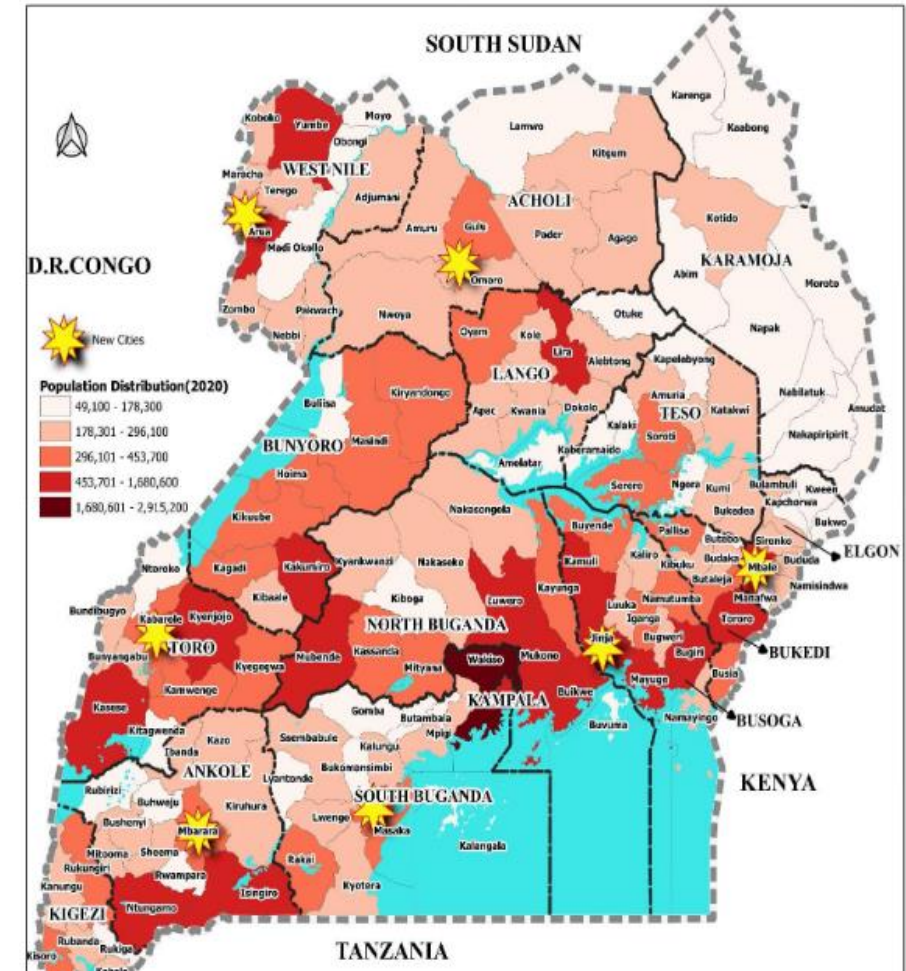 SOUTH SUDAN
Karenga
Kaabong
Moyo
Koboko
Yumbe
Lamwo
Obongi
Kitgum
WEST NILE
Maracha
Terego
Adjumani
ACHOLI
Kotido
Arua
Amuru
Gulu
Pader
Agago
Madi Okollo
D.R.CONGO
KARAMOJA
Abim
Moroto
Omoro
Zombo
Pakwach
Nwoya
Otuke
Napak
Nebbi
Oyam
Kole
New Cities
Lira
Alebtong
Kapelebyong
LANGO
Population Distribution(2020)
49,100 - 178,300
178,301 - 296,100
296,101 - 453,700
453,701 - 1,680,600
1,680,601 - 2,915,200
Kiryandongo
Buliisa
Amuria
Nabilatuk
Apac
Kwania
Dokolo
TESO
Katakwi
Amudat
Masindi
Kalaki
Soroti
Nakapiripirit
BUNYORO
Kaberamaido
Amelatar
Hoima
Serere
Ngora
Kumi
Bulambuli
Kween
Kapchorwa
Nakasongola
Bukedea
Bukwo
Kikuube
Buyende
Pallisa
Butebo
Sironko
ELGON
Ntoroko
Kagadi
Kakumiro
Kyankwanzi
Nakaseke
Kamuli
Kaliro
Kibuku
Budaka
Bududa
Mbale
Butaleja
Namisindwa
Bundibugyo
Kibaale
Kiboga
Luwero
Kayunga
Luuka
Namutumba
Manafwa
Kabarole
Kyenjojo
Iganga
Tororo
NORTH BUGANDA
TORO
Jinja
Bugweri
Bunyangabu
Mubende
Kassanda
Wakiso
Mukono
Bugiri
BUKEDI
Kyegegwa
Mityana
Busia
Kamwenge
KAMPALA
Buikwe
Mayuge
Kasese
Gomba
Butambala
Namayingo
BUSOGA
Kitagwenda
Kazo
Ssembabule
Mpigi
Buvuma
Ibanda
Kalungu
ANKOLE
Bukomansimbi
Rubirizi
Lyantonde
KENYA
Buhweju
Kiruhura
SOUTH BUGANDA
Bushenyi
Mbarara
Lwengo
Masaka
Mitooma
Sheema
Kalangala
Rukungiri
Rwampara
Rakai
Kanungu
Isingiro
Kyotera
Ntungamo
KIGEZI
Rubanda
Rukiga
TANZANIA
Kisoro